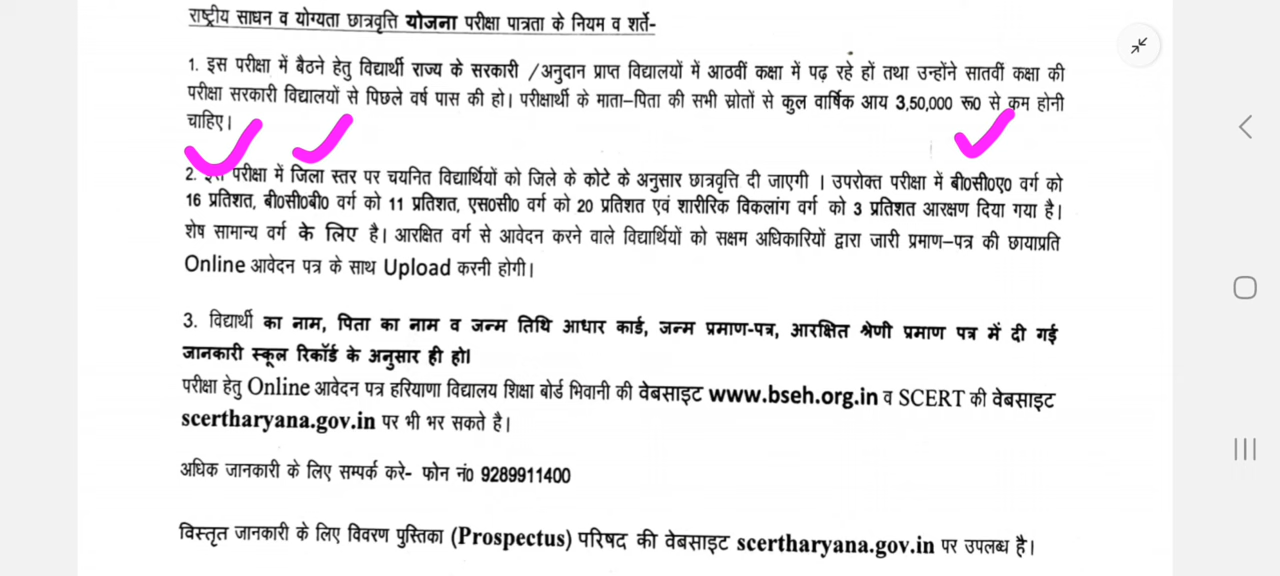 राष्ट्रीय साधन व योग्यता छात्रवृत्ति योजना परीक्षा पात्रता के नियम व शर्ते-
1. इस परीक्षा में बैठने हेतु विद्यार्थी राज्य के सरकारी /अनुदान प्राप्त विद्यालयों में आठवीं कक्षा में पढ़ रहे हों तथा उन्होंने सातवीं कक्षा की
परीक्षा सरकारी विद्यालयों से पिछले वर्ष पास की हो। परीक्षार्थी के माता–पिता की सभी स्रोतों से कुल वार्षिक आय 3,50,000 रू0 से कम होनी
चाहिए।
2. इस परीक्षा में जिला स्तर पर चयनित विद्यार्थियों को जिले के कोटे के अनुसार छात्रवृत्ति दी जाएगी । उपरोक्त परीक्षा में बी0सी0ए0 वर्ग को
16 प्रतिशत, बी0सी0बी0 वर्ग को 11 प्रतिशत, एस0सी0 वर्ग को 20 प्रतिशत एवं शारीरिक विकलांग वर्ग को 3 प्रतिशत आरक्षण दिया गया है।
शेष सामान्य वर्ग के लिए है। आरक्षित वर्ग से आवेदन करने वाले विद्यार्थियों को सक्षम अधिकारियों द्वारा जारी प्रमाण–पत्र की छायाप्रति
Online आवेदन पत्र के साथ Upload करनी होगी।
3. विद्यार्थी का नाम, पिता का नाम व जन्म तिथि आधार कार्ड, जन्म प्रमाण-पत्र, आरक्षित श्रेणी प्रमाण पत्र में दी गई
जानकारी स्कूल रिकॉर्ड के अनुसार ही हो।
परीक्षा हेतु Online आवेदन पत्र हरियाणा विद्यालय शिक्षा बोर्ड भिवानी की वेबसाइट www.bseh.org.in व SCERT की वेबसाइट
scertharyana.gov.in पर भी भर सकते है।
अधिक जानकारी के लिए सम्पर्क करे- फोन नं0 9289911400
विस्तृत जानकारी के लिए विवरण पुस्तिका (Prospectus) परिषद की वेबसाइट scertharyana.gov.in पर उपलब्ध है।